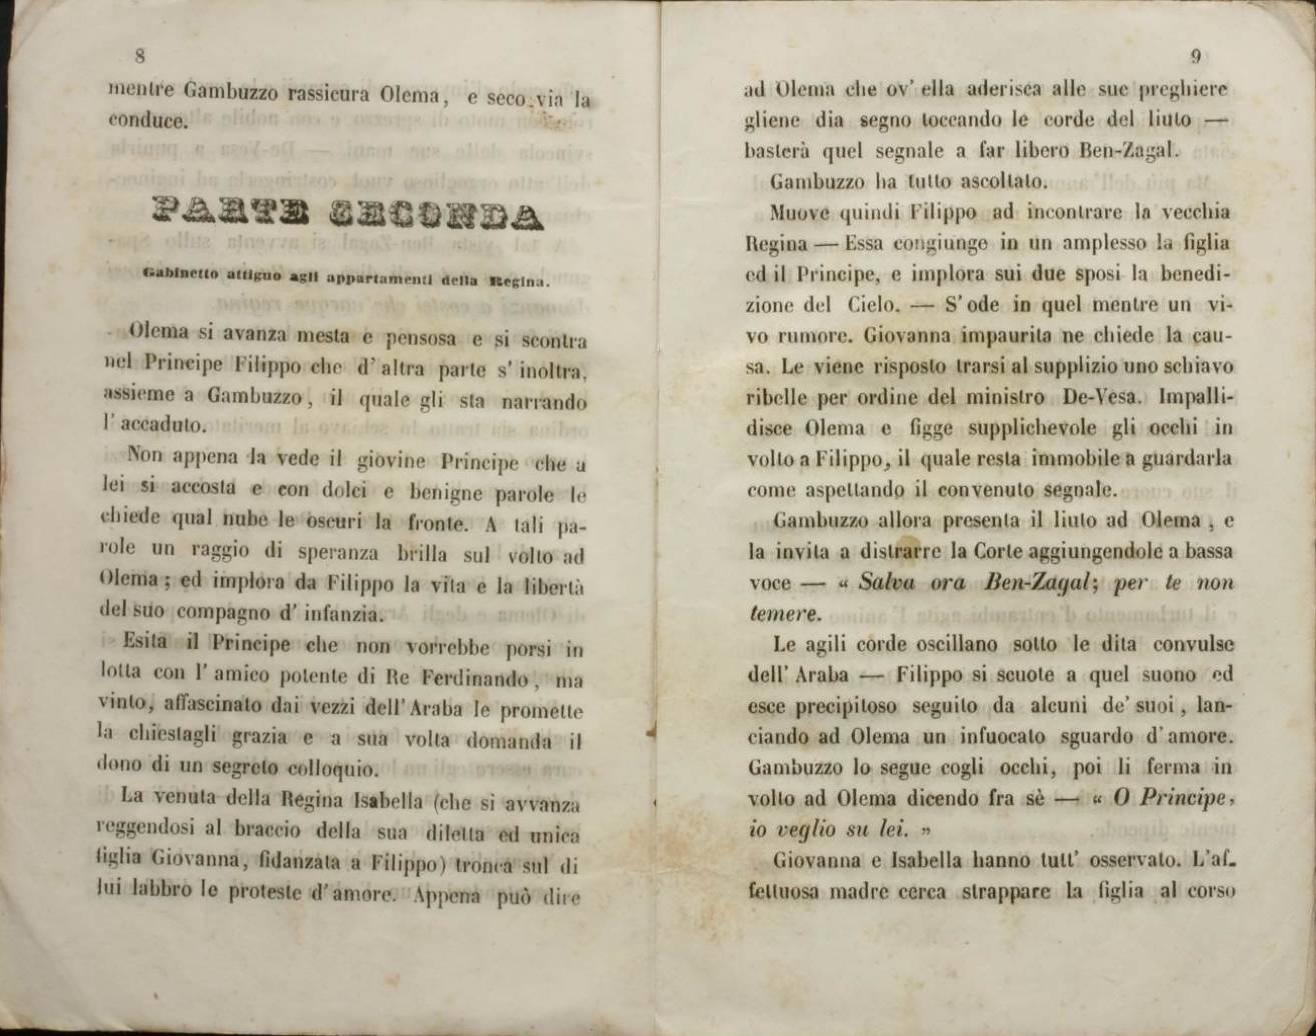 8
mentre Gambuzzo rassicura Olema, e seco via la
conduce.
PARTE SECONDA
Gabinetto attiguo agli appartamenti della Regina.
Olema si avanza mesta e pensosa e si scontra
nel Principe Filippo che d' altra parte s' inoltra,
assieme a Gambuzzo, il quale gli sta narrando
l' accaduto.
Non appena la vede il giovine Principe che a
lei si accosta e con dolci e benigne parole le
chiede qual nube le oscuri la fronte. A tali pa-
role un raggio di speranza brilla sul volto ad
Olema; ed implora da Filippo la vita e la libertà
del suo compagno d' infanzia.
Esita il Principe che non vorrebbe porsi in
lotta con l' amico potente di Re Ferdinando, ma
vinto, affascinato dai vezzi dell' Araba le promette
la chiestagli grazia e a sua volta domanda il
dono di un segreto colloquio.
La venuta della Regina Isabella (che si avvanza
reggendosi al braccio della sua diletta ed unica
figlia Giovanna, fidanzata a Filippo) tronca sul di
lui labbro le proteste d' amore. Appena può dire
9
ad Olema che ov' ella aderisca alle sue preghiere
gliene dia segno toccando le corde del liuto —
basterà quel segnale a far libero Ben-Zagal.
Gambuzzo ha tutto ascoltato.
Muove quindi Filippo ad incontrare la vecchia
Regina — Essa congiunge in un amplesso la figlia
ed il Principe, e implora sui due sposi la benedi-
zione del Cielo. — S' ode in quel mentre un vi-
vo rumore. Giovanna impaurita ne chiede la cau-
sa. Le viene risposto trarsi al supplizio uno schiavo
ribelle per ordine del ministro De-Vesa. Impalli-
disce Olema e figge supplichevole gli occhi in
volto a Filippo, il quale resta immobile a guardarla
come aspettando il convenuto segnale.
Gambuzzo allora presenta il liuto ad Olema, e
la invita a distrarre la Corte aggiungendole a bassa
voce — « Salva ora Ben-Zagal; per te non
temere.
Le agili corde oscillano sotto le dita convulse
dell' Araba — Filippo si scuote a quel suono ed
esce precipitoso seguito da alcuni de' suoi, lan-
ciando ad Olema un infuocato sguardo d' amore.
Gambuzzo lo segue cogli occhi, poi li ferma in
volto ad Olema dicendo fra sè — « O Principe,
io veglio su lei. »
Giovanna e Isabella hanno tutt' osservato. L' af-
fettuosa madre cerca strappare la figlia al corso